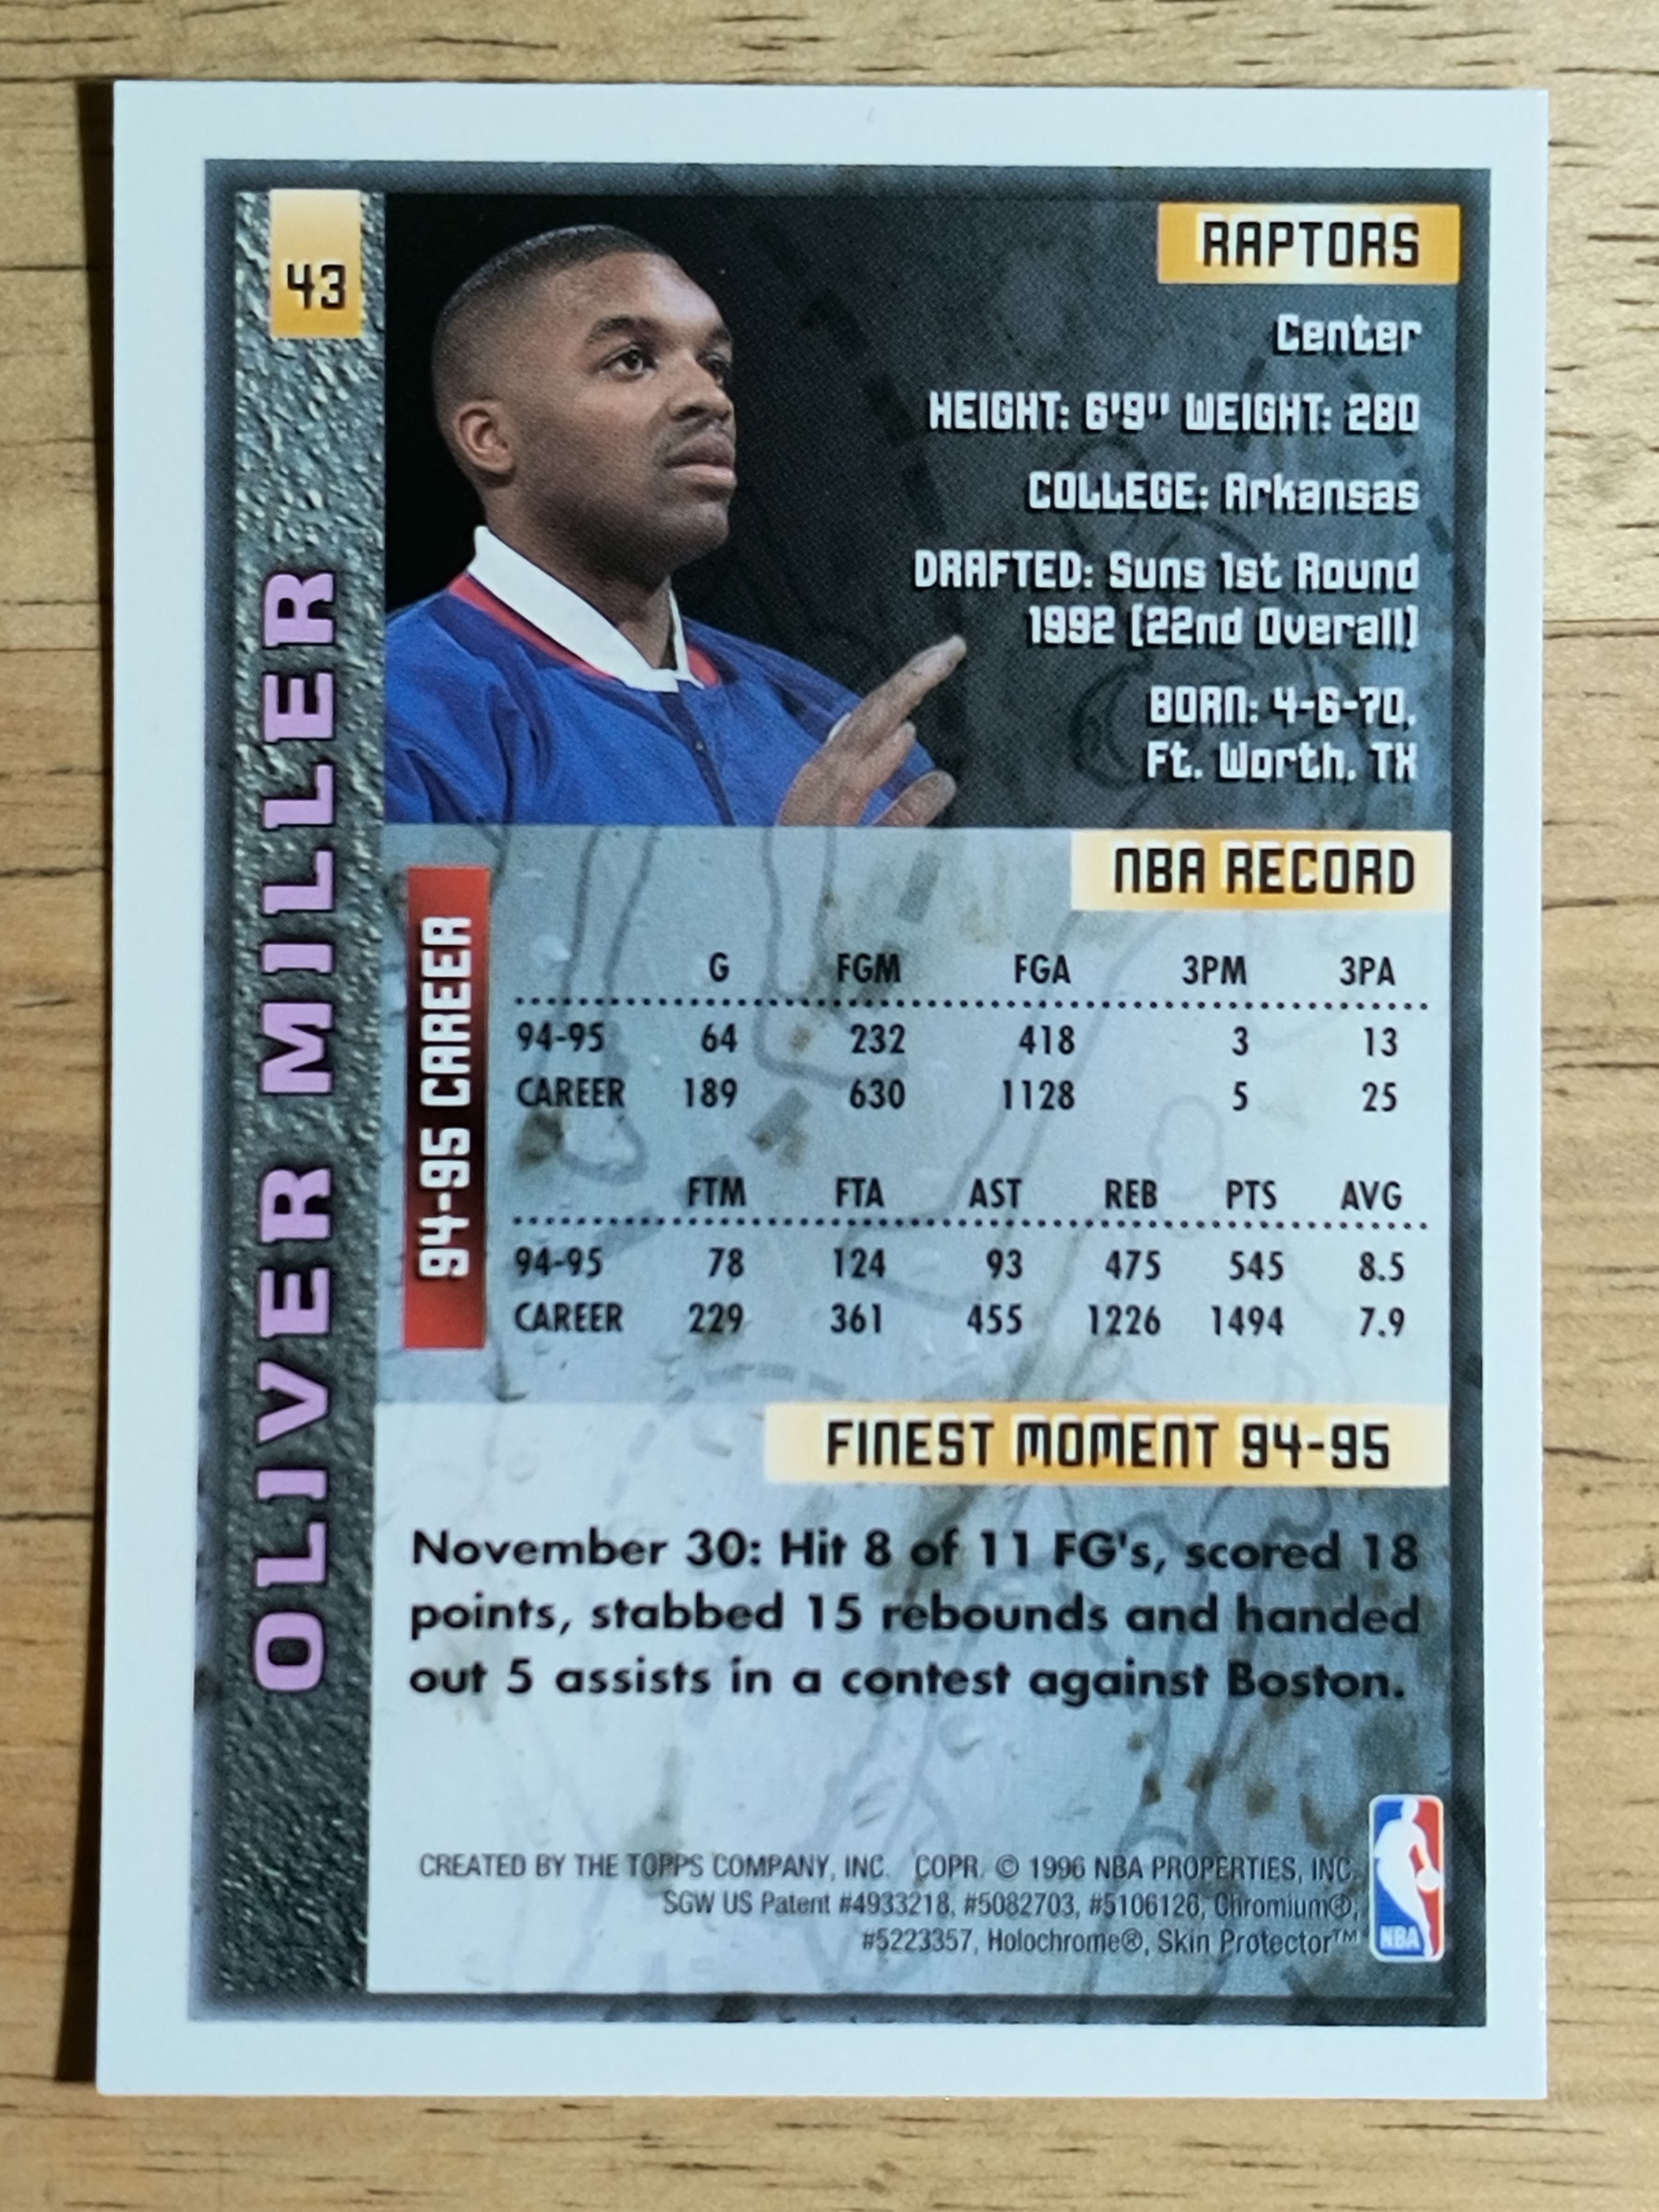 43
OLIVER MILLER
RAPTORS
Center
HEIGHT: 6'9" WEIGHT: 280
COLLEGE: Arkansas
DRAFTED: Suns 1st Round
1992 (22nd Overall)
BORN: 4-6-70,
Ft. Worth, TX
NBA RECORD
94-95 CAREER
G FGM FGA 3PM 3PA
94-95 64 232 418 3 13
CAREER 189 630 1128 5 25
FTM FTA AST REB PTS AVG
94-95 78 124 93 475 545 8.5
CAREER 229 361 455 1226 1494 7.9
FINEST MOMENT 94-95
November 30: Hit 8 of 11 FG's, scored 18
points, stabbed 15 rebounds and handed
out 5 assists in a contest against Boston.
CREATED BY THE TOPPS COMPANY, INC. COPR. © 1996 NBA PROPERTIES, INC.
SGW US Patent #4933218, #5082703, #5106126, Chromium®,
#5223357, Holochrome®, Skin Protector™
NBA